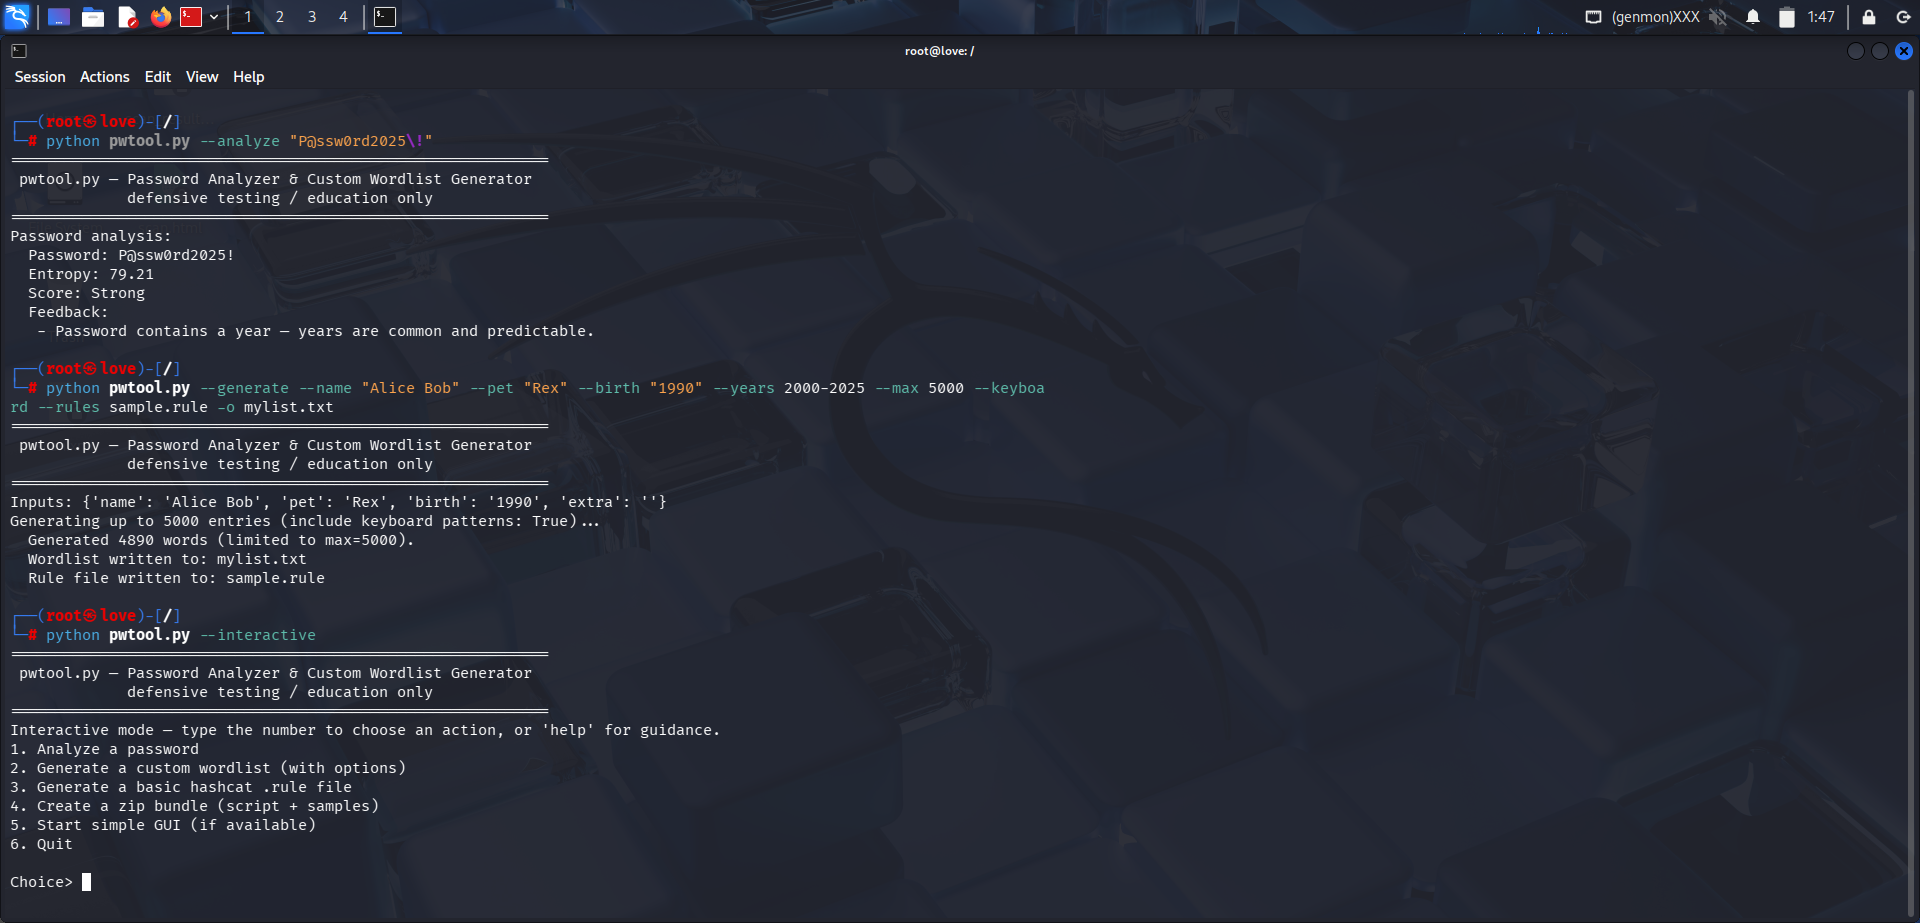 1 2 3 4 (genmon)XXX 1:47
root@love: /
Session Actions Edit View Help
┌──(root㉿love)-[/]
└─# python pwtool.py --analyze "P@ssw0rd2025\!"
════════════════════════════════════════════════════════════
pwtool.py — Password Analyzer & Custom Wordlist Generator
defensive testing / education only
════════════════════════════════════════════════════════════
Password analysis:
Password: P@ssw0rd2025!
Entropy: 79.21
Score: Strong
Feedback:
- Password contains a year — years are common and predictable.
┌──(root㉿love)-[/]
└─# python pwtool.py --generate --name "Alice Bob" --pet "Rex" --birth "1990" --years 2000-2025 --max 5000 --keyboa
rd --rules sample.rule -o mylist.txt
════════════════════════════════════════════════════════════
pwtool.py — Password Analyzer & Custom Wordlist Generator
defensive testing / education only
════════════════════════════════════════════════════════════
Inputs: {'name': 'Alice Bob', 'pet': 'Rex', 'birth': '1990', 'extra': ''}
Generating up to 5000 entries (include keyboard patterns: True)...
Generated 4890 words (limited to max=5000).
Wordlist written to: mylist.txt
Rule file written to: sample.rule
┌──(root㉿love)-[/]
└─# python pwtool.py --interactive
════════════════════════════════════════════════════════════
pwtool.py — Password Analyzer & Custom Wordlist Generator
defensive testing / education only
════════════════════════════════════════════════════════════
Interactive mode — type the number to choose an action, or 'help' for guidance.
1. Analyze a password
2. Generate a custom wordlist (with options)
3. Generate a basic hashcat .rule file
4. Create a zip bundle (script + samples)
5. Start simple GUI (if available)
6. Quit
Choice>